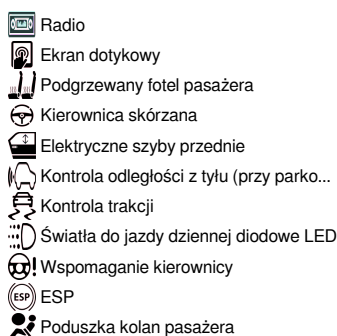 Radio
Ekran dotykowy
Podgrzewany fotel pasażera
Kierownica skórzana
Elektryczne szyby przednie
Kontrola odległości z tyłu (przy parko...
Kontrola trakcji
Światła do jazdy dziennej diodowe LED
Wspomaganie kierownicy
ESP ESP
Poduszka kolan pasażera